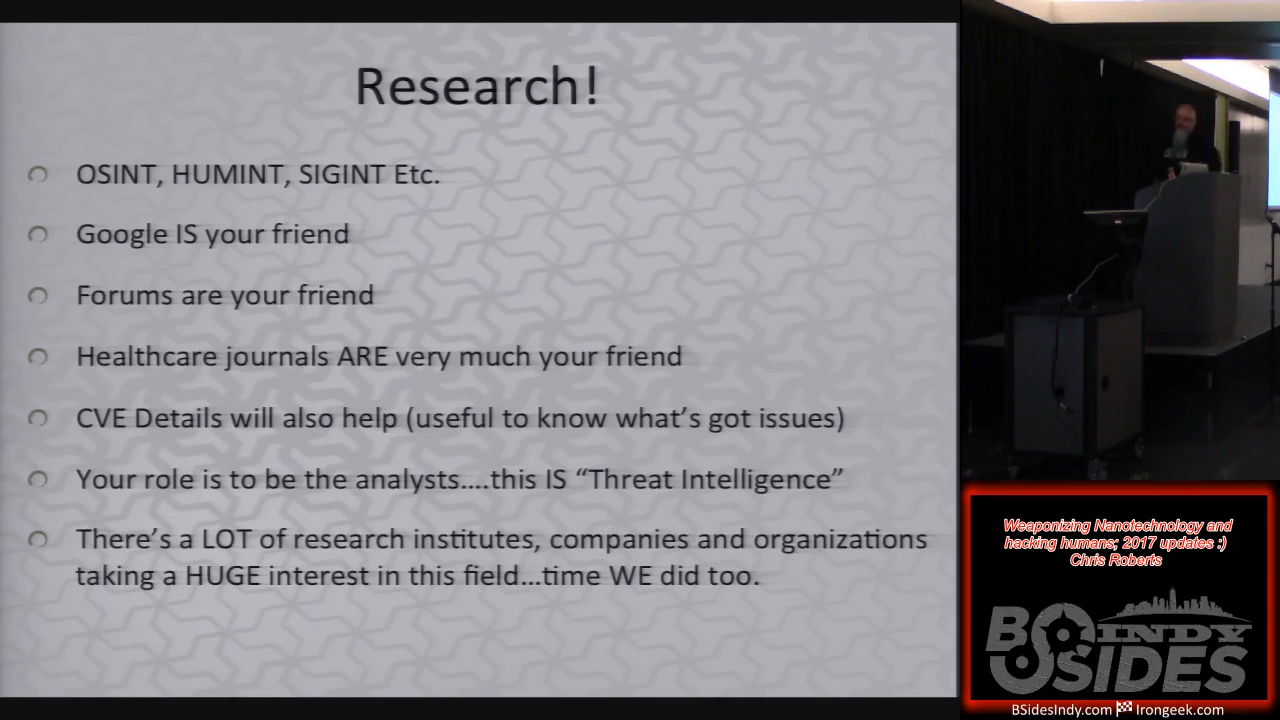 Research!
OSINT, HUMINT, SIGINT Etc.
Google IS your friend
Forums are your friend
Healthcare journals ARE very much your friend
CVE Details will also help (useful to know what’s got issues)
Your role is to be the analysts....this IS “Threat Intelligence”
There’s a LOT of research institutes, companies and organizations
taking a HUGE interest in this field...time WE did too.
Weaponizing Nanotechnology and
hacking humans; 2017 updates :)
Chris Roberts
BSIDES
INDY
BSidesIndy.com Irongeek.com